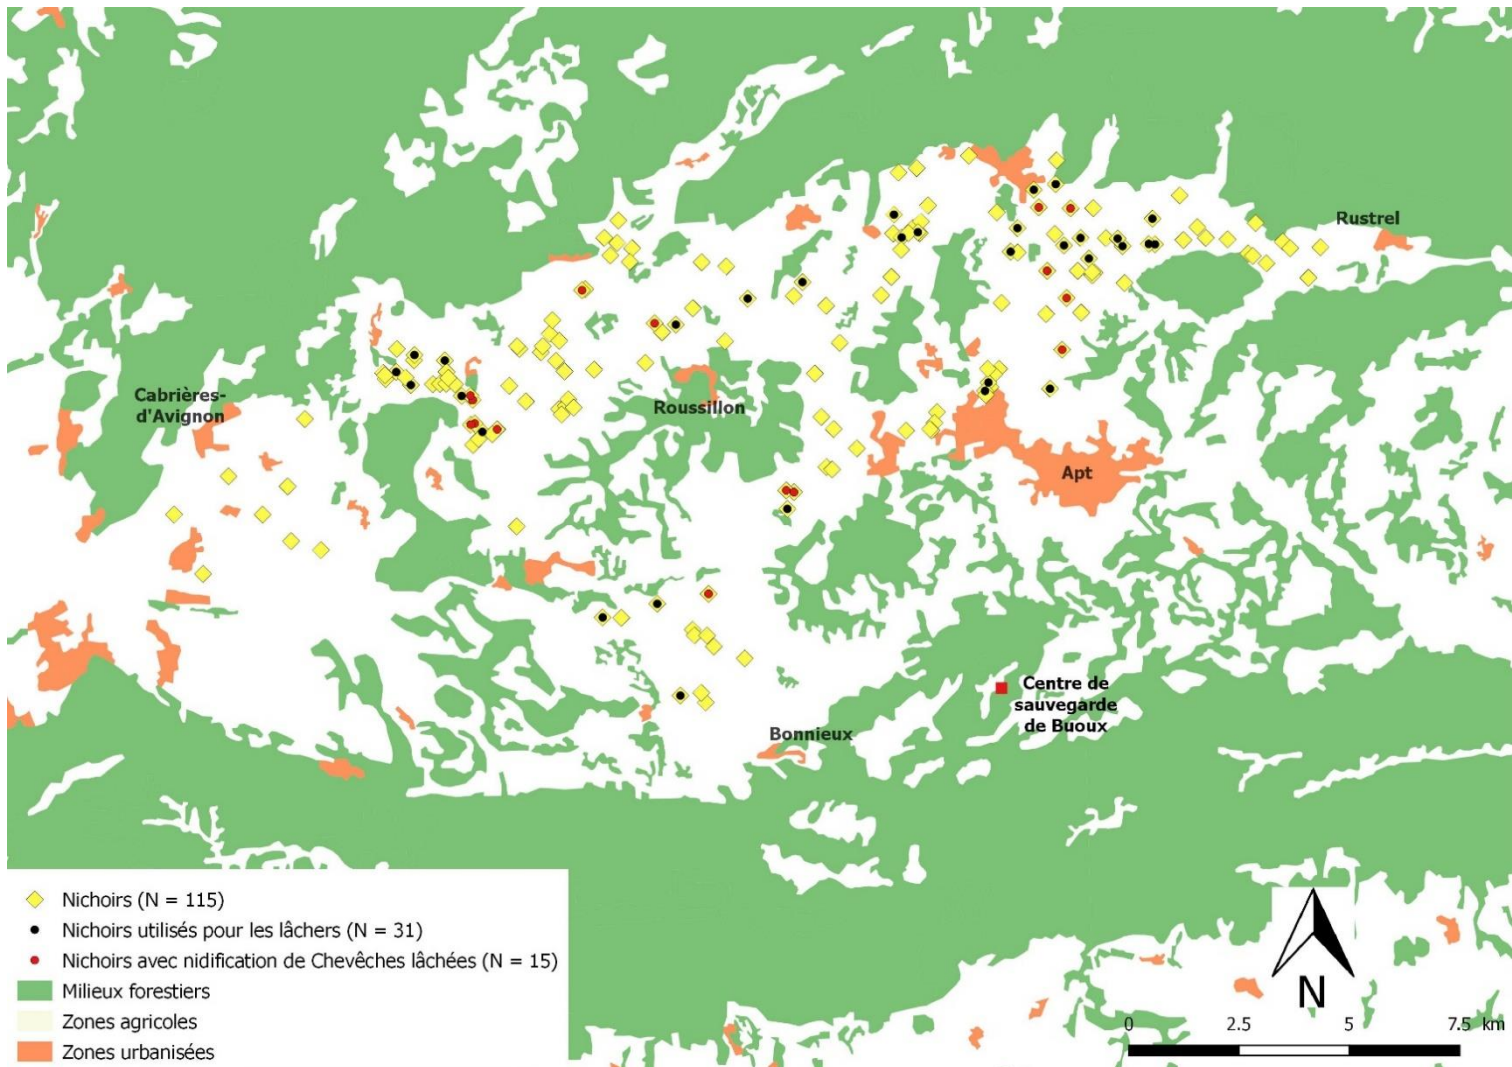 Rustrel
Cabrières-
d'Avignon
Roussillon
Apt
Centre de
sauvegarde
de Buoux
Bonnieux
Nichoirs (N = 115)
Nichoirs utilisés pour les lâchers (N = 31)
Nichoirs avec nidification de Chevêches lâchées (N = 15)
Milieux forestiers
Zones agricoles
Zones urbanisées
N
0 2.5 5 7.5 km